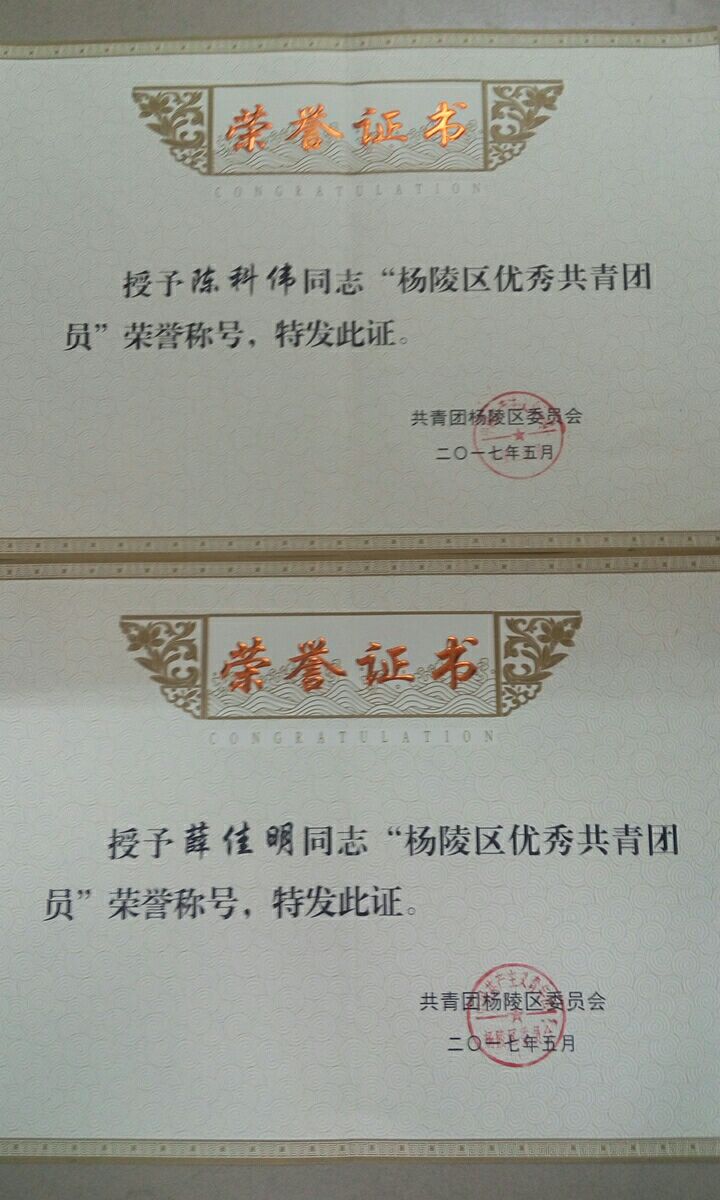 荣誉证书
CONGRATULATION
授予陈科伟同志“杨陵区优秀共青团
员”荣誉称号，特发此证。
共青团杨陵区委员会
二〇一七年五月
荣誉证书
CONGRATULATION
授予薛佳明同志“杨陵区优秀共青团
员”荣誉称号，特发此证。
共青团杨陵区委员会
二〇一七年五月